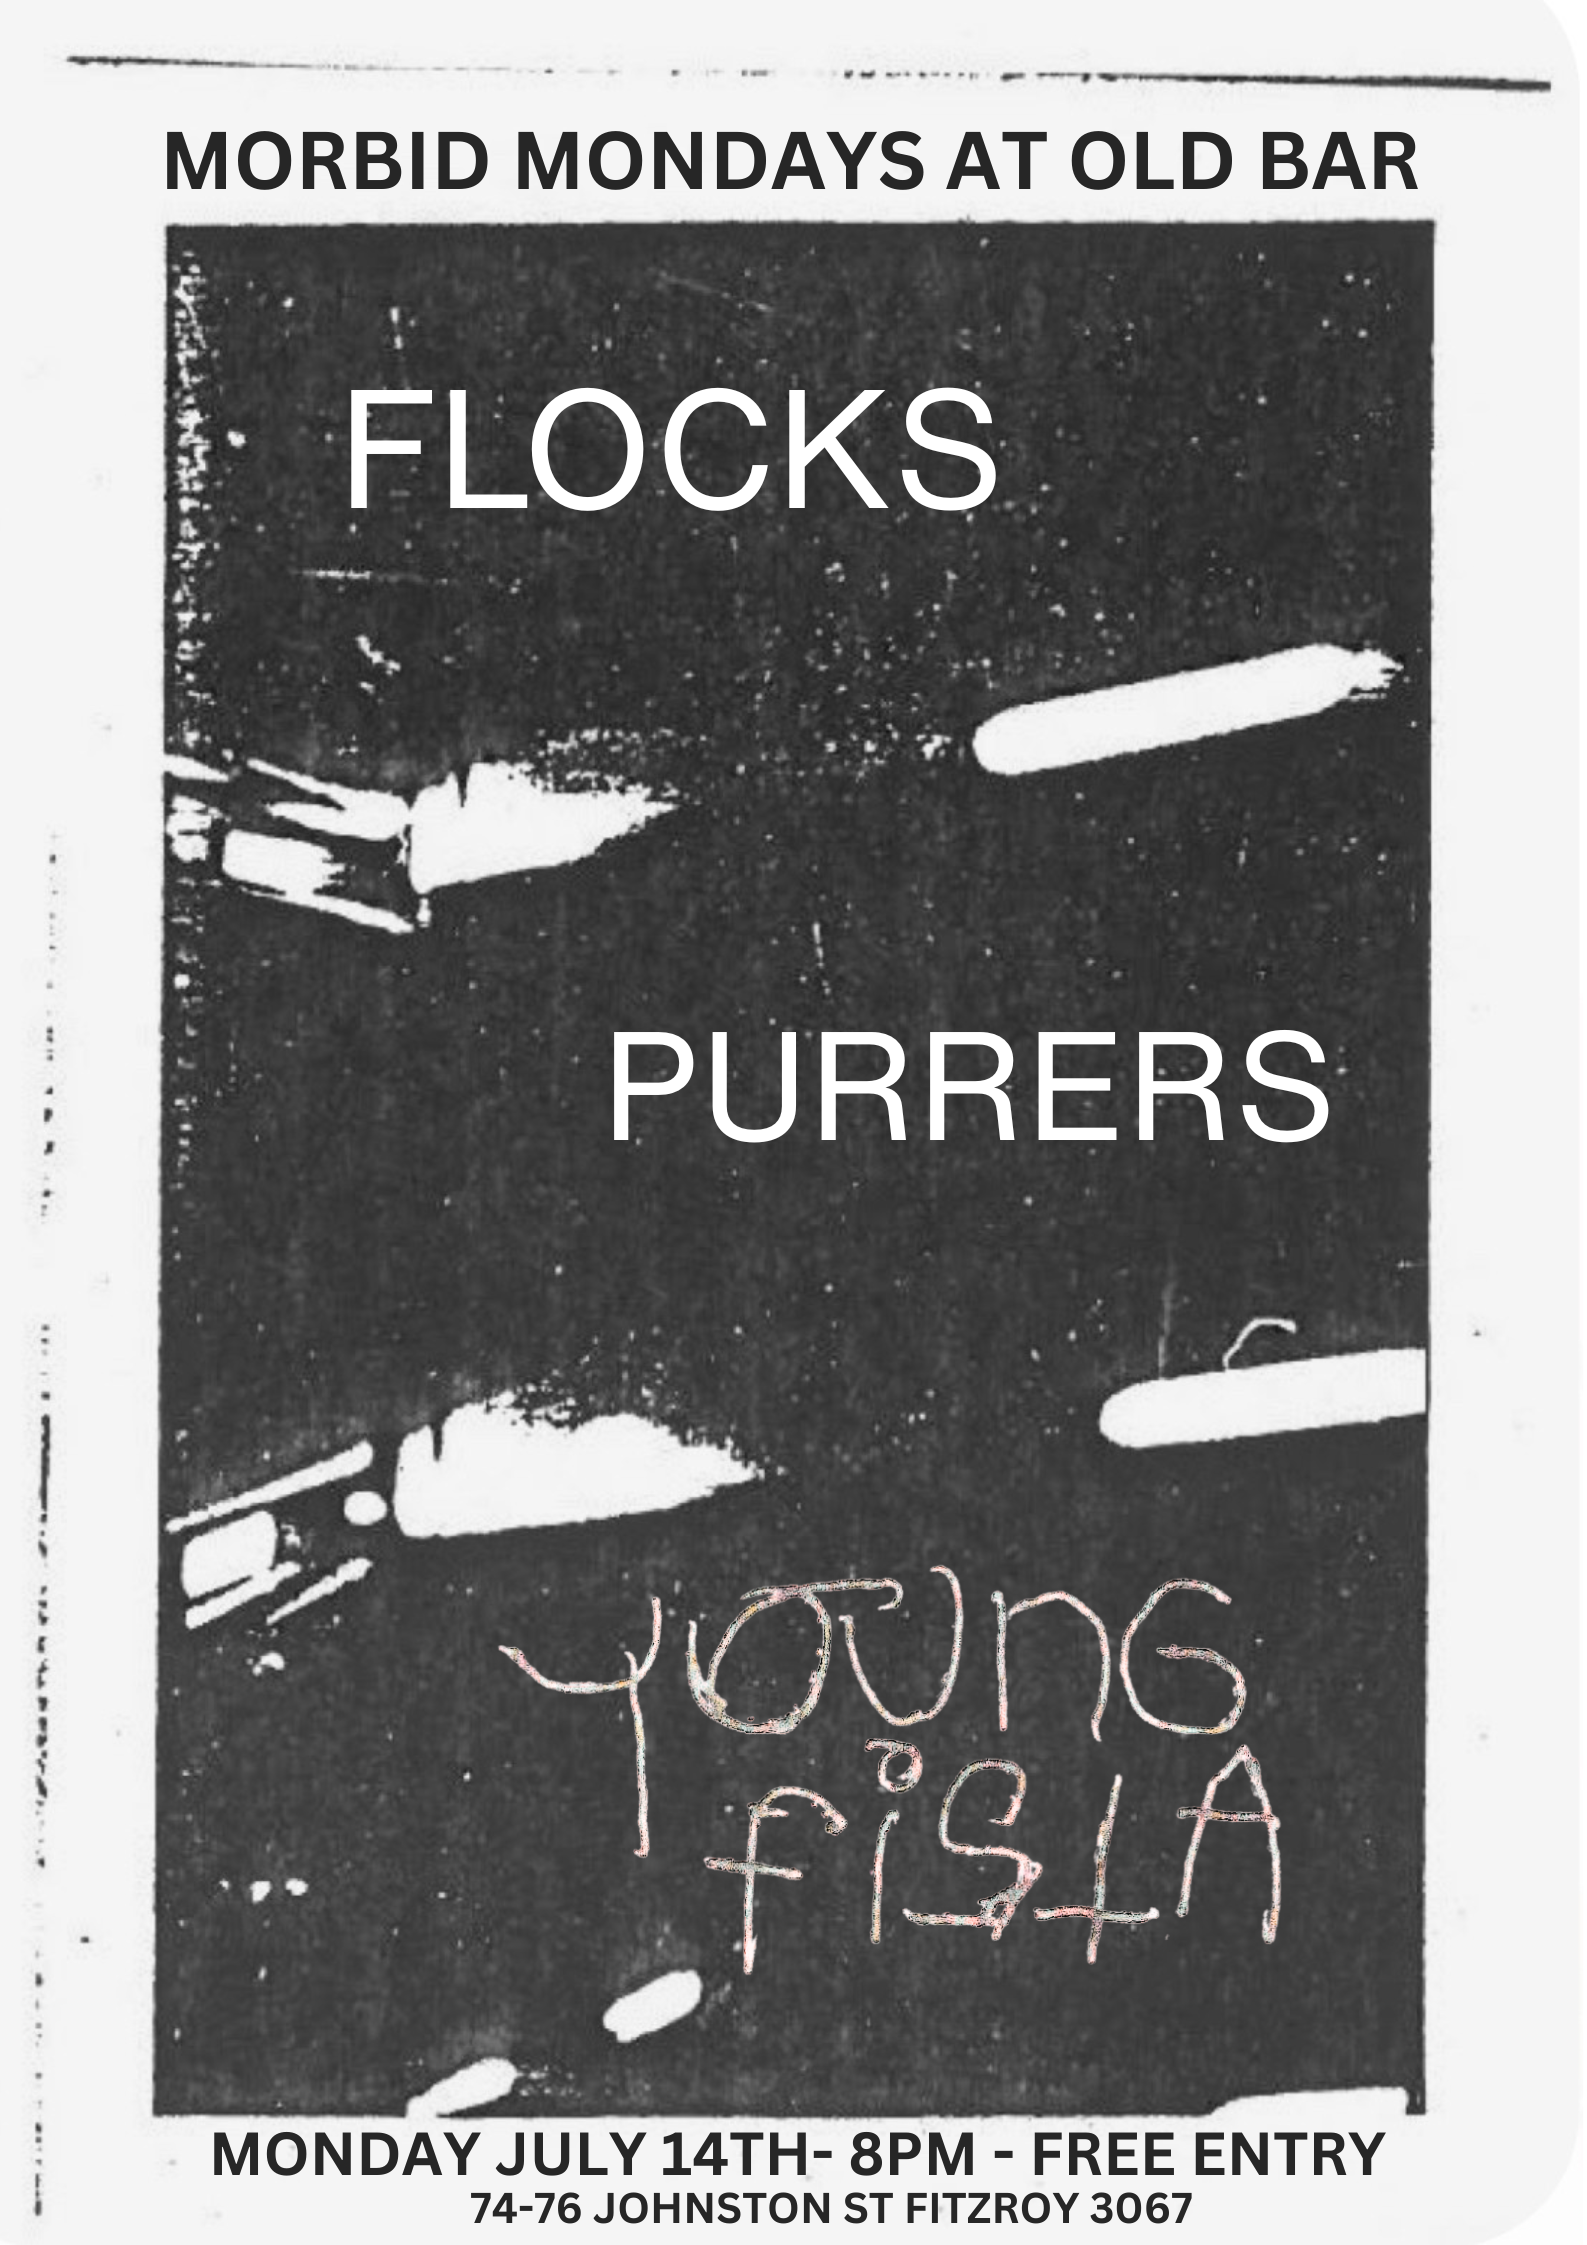 MORBID MONDAYS AT OLD BAR
FLOCKS
PURRERS
YOUnG
fiStA
MONDAY JULY 14TH- 8PM - FREE ENTRY
74-76 JOHNSTON ST FITZROY 3067